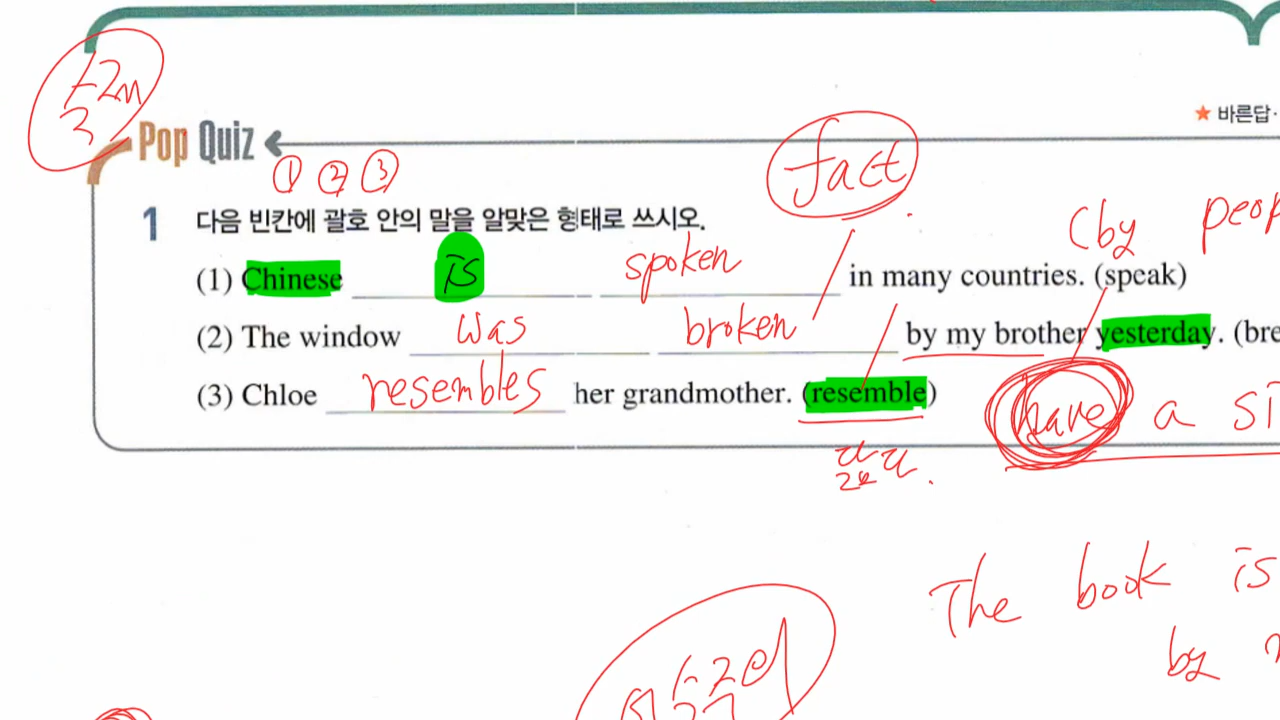 ★ 바른답·
Pop Quiz
① ② ③
fact
1 다음 빈칸에 괄호 안의 말을 알맞은 형태로 쓰시오.
(by peop
(1) Chinese is spoken in many countries. (speak)
(2) The window was broken by my brother yesterday. (bre
(3) Chloe resembles her grandmother. (resemble)
have a si
The book is
by